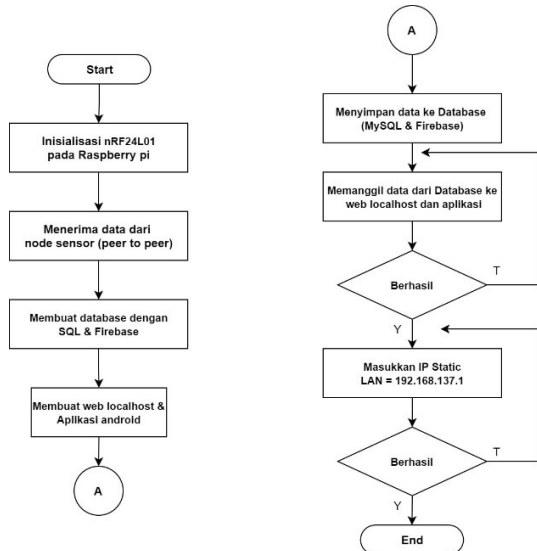 Start
Inisialisasi nRF24L01
pada Raspberry pi
Menerima data dari
node sensor (peer to peer)
Membuat database dengan
SQL & Firebase
Membuat web localhost &
Aplikasi android
A
A
Menyimpan data ke Database
(MySQL & Firebase)
Memanggil data dari Database ke
web localhost dan aplikasi
Berhasil
T
Y
Masukkan IP Static
LAN = 192.168.137.1
Berhasil
T
Y
End